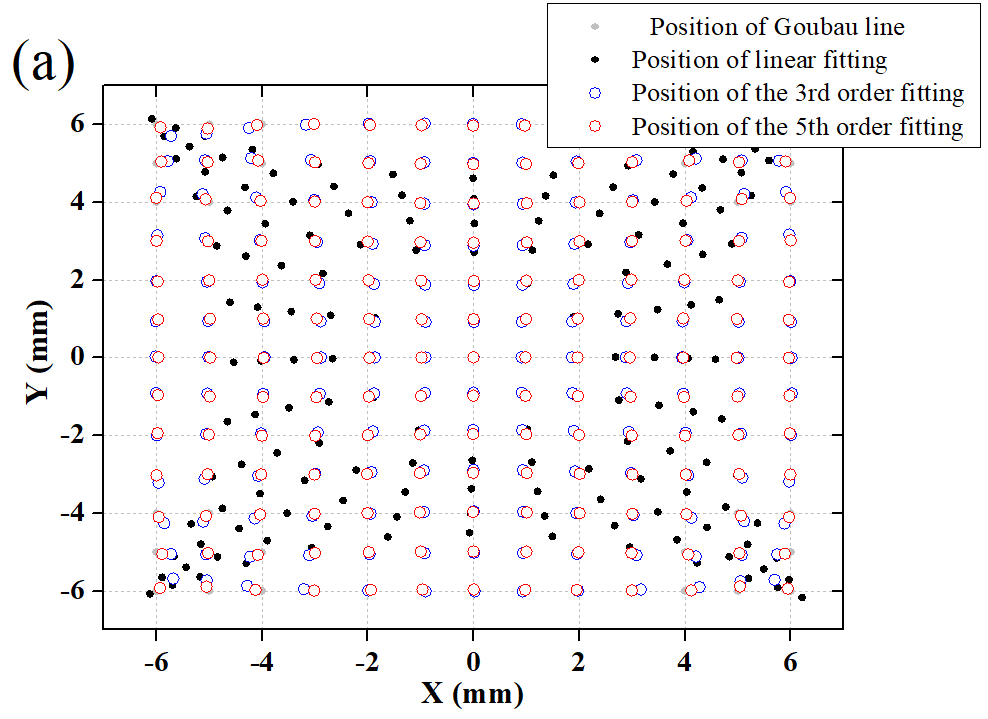 (a)
Position of Goubau line
Position of linear fitting
Position of the 3rd order fitting
Position of the 5th order fitting
6
4
2
0
-2
-4
-6
Y (mm)
-6 -4 -2 0 2 4 6
X (mm)